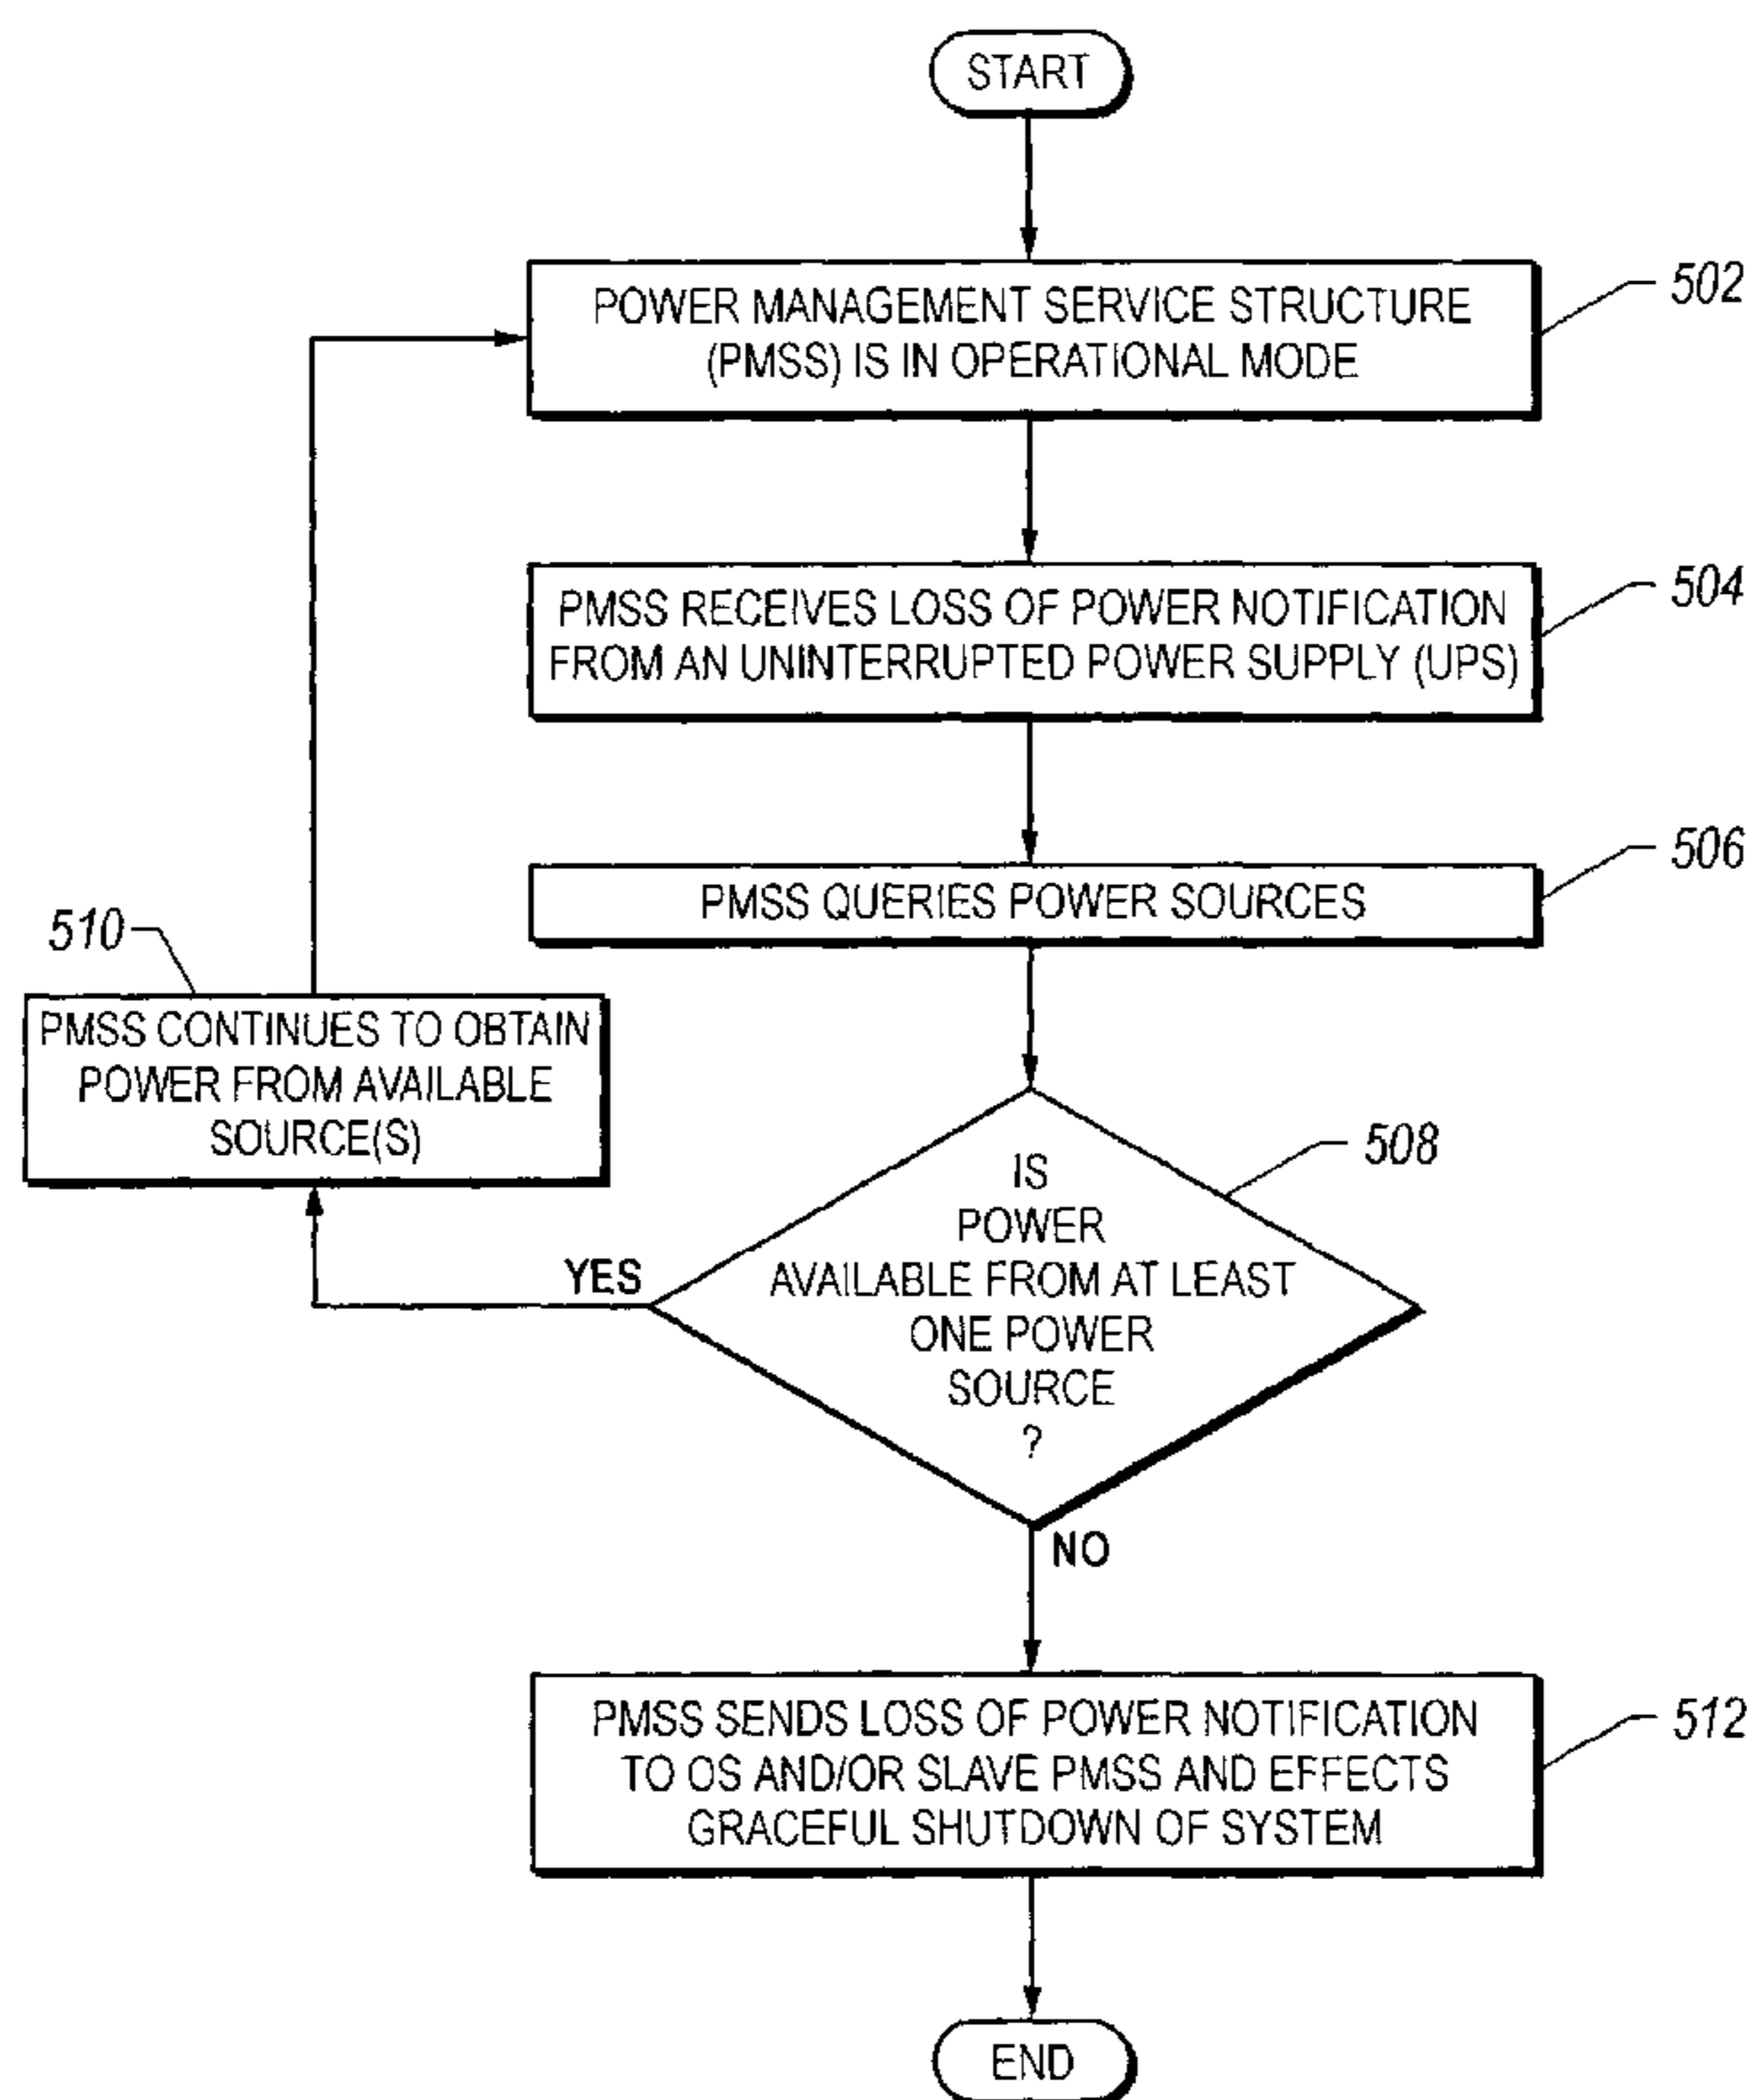 START
POWER MANAGEMENT SERVICE STRUCTURE
(PMSS) IS IN OPERATIONAL MODE
502
PMSS RECEIVES LOSS OF POWER NOTIFICATION
FROM AN UNINTERRUPTED POWER SUPPLY (UPS)
504
PMSS QUERIES POWER SOURCES
506
510
PMSS CONTINUES TO OBTAIN
POWER FROM AVAILABLE
SOURCE(S)
508
IS
POWER
AVAILABLE FROM AT LEAST
ONE POWER
SOURCE
?
YES
NO
PMSS SENDS LOSS OF POWER NOTIFICATION
TO OS AND/OR SLAVE PMSS AND EFFECTS
GRACEFUL SHUTDOWN OF SYSTEM
512
END